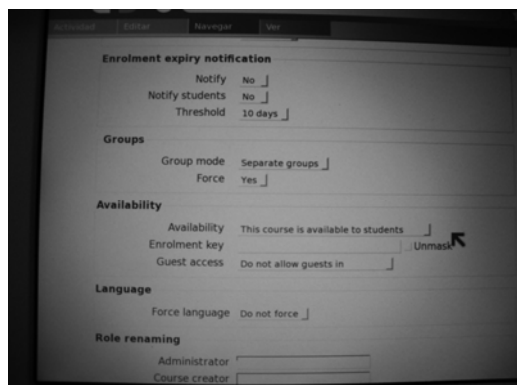 Actividad Editar Navegar Ver
Enrolment expiry notification
Notify No
Notify students No
Threshold 10 days
Groups
Group mode Separate groups
Force Yes
Availability
Availability This course is available to students
Enrolment key Unmask
Guest access Do not allow guests in
Language
Force language Do not force
Role renaming
Administrator
Course creator